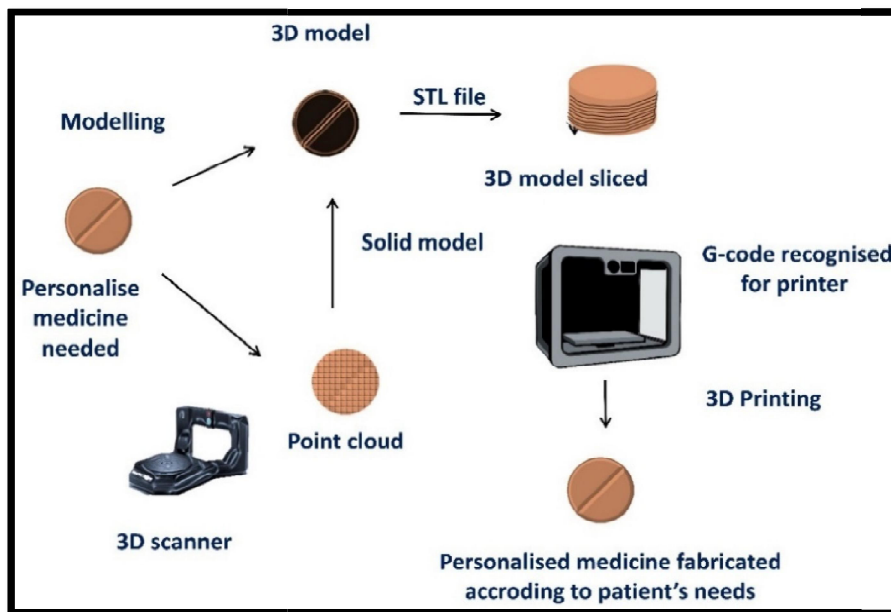 3D model
Modelling
STL file
3D model sliced
Solid model
Personalise
medicine
needed
G-code recognised
for printer
Point cloud
3D Printing
3D scanner
Personalised medicine fabricated
accroding to patient's needs